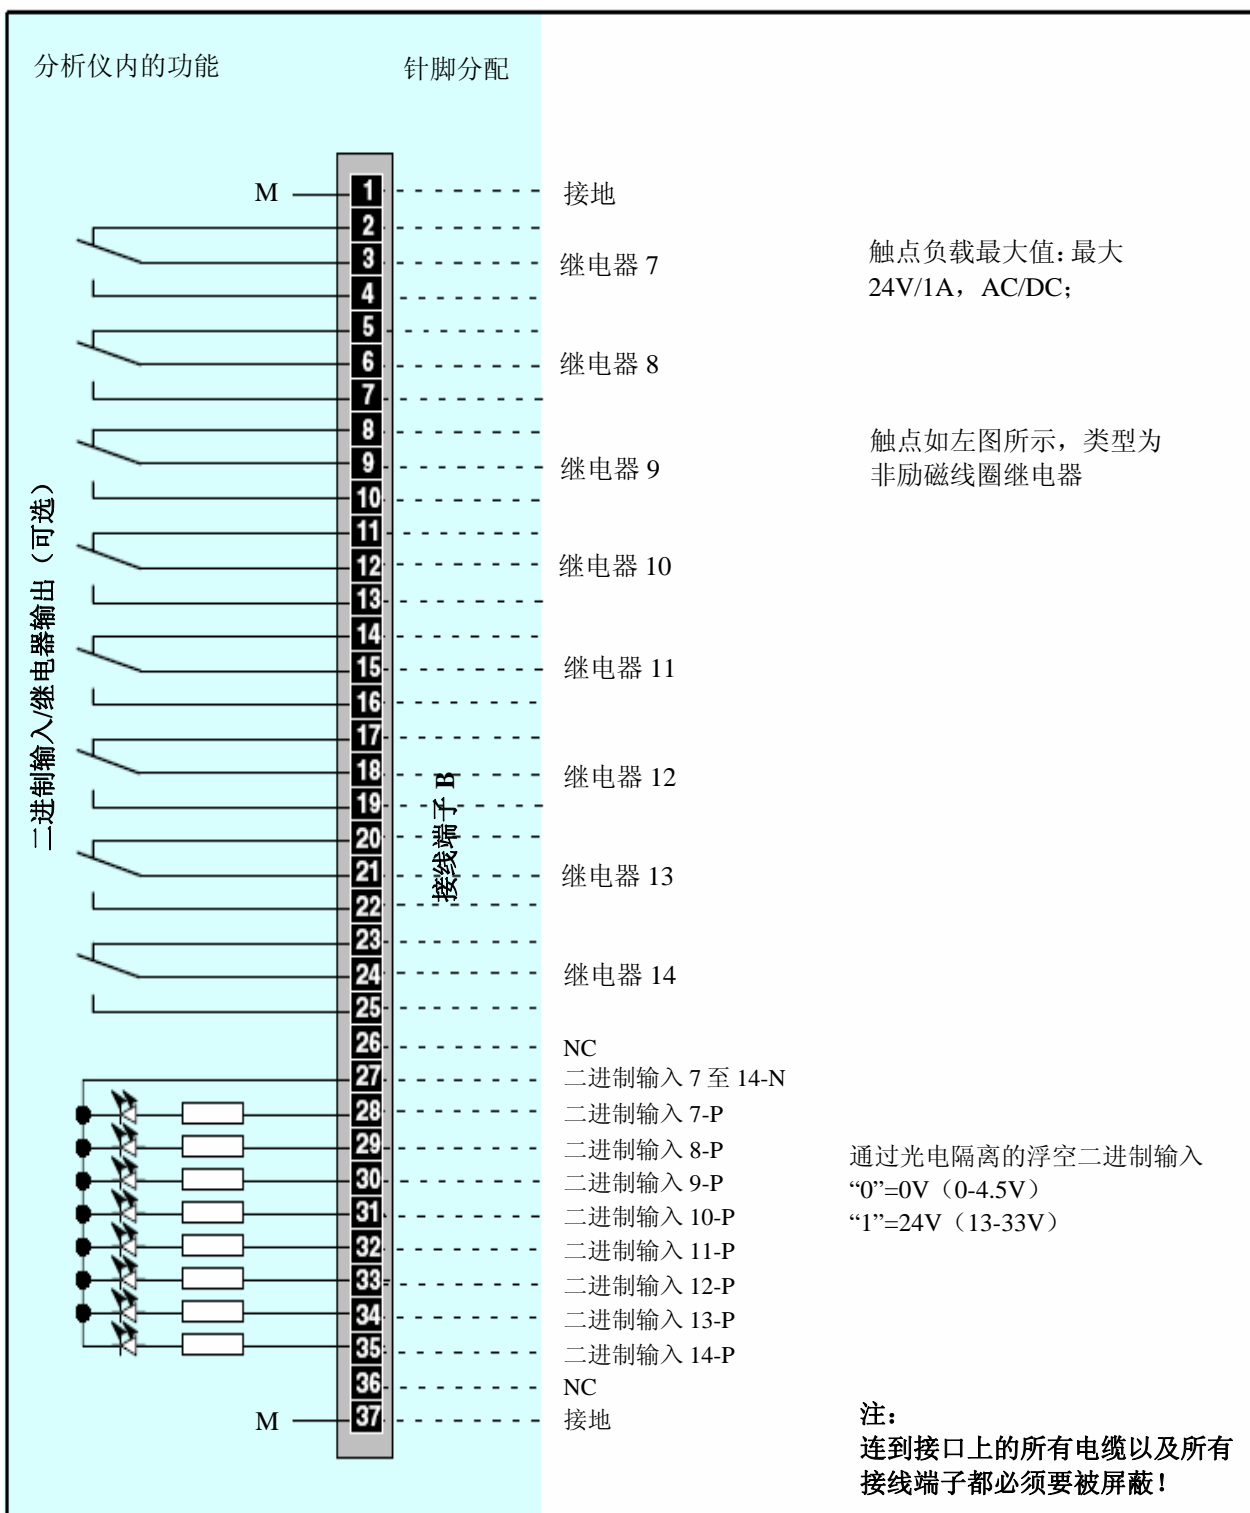 分析仪内的功能
针脚分配
M
1
接地
2
3
继电器 7
4
触点负载最大值：最大
24V/1A，AC/DC；
5
6
继电器 8
7
8
9
继电器 9
10
触点如左图所示，类型为
非励磁线圈继电器
11
12
继电器 10
13
14
15
继电器 11
16
17
18
继电器 12
19
20
21
继电器 13
22
23
24
继电器 14
25
二进制输入/继电器输出（可选）
接线端子 B
26
NC
27
二进制输入 7 至 14-N
28
二进制输入 7-P
29
二进制输入 8-P
30
二进制输入 9-P
31
二进制输入 10-P
32
二进制输入 11-P
33
二进制输入 12-P
34
二进制输入 13-P
35
二进制输入 14-P
通过光电隔离的浮空二进制输入
“0”=0V（0-4.5V）
“1”=24V（13-33V）
36
NC
M
37
接地
注：
连到接口上的所有电缆以及所有
接线端子都必须要被屏蔽！